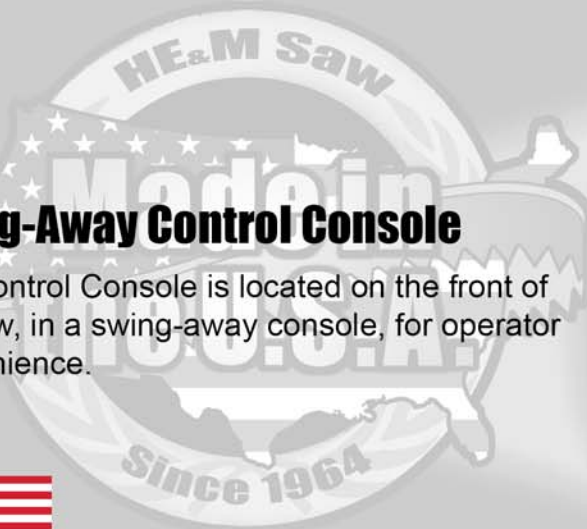 HE&M Saw
Made in
the U.S.A.
g-Away Control Console
ontrol Console is located on the front of
w, in a swing-away console, for operator
nience.
Since 1964